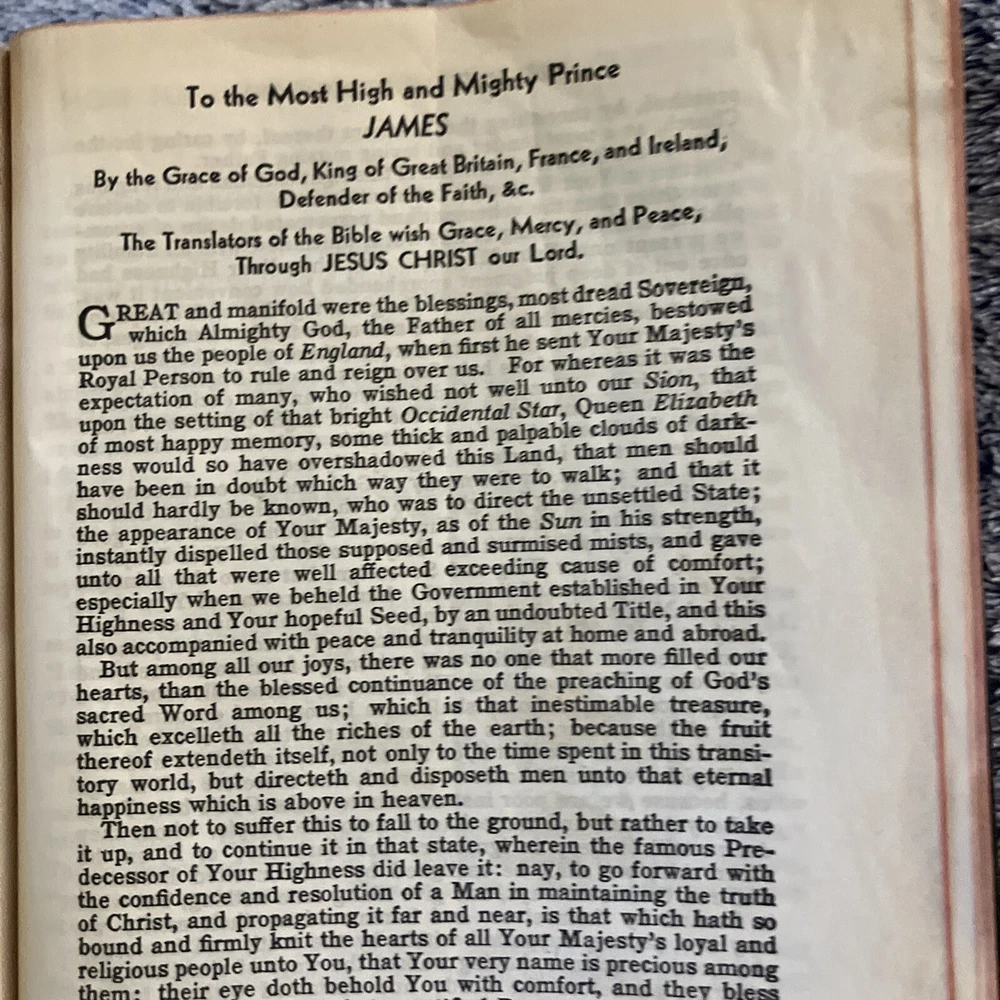 To the Most High and Mighty Prince
JAMES
By the Grace of God, King of Great Britain, France, and Ireland,
Defender of the Faith, &c.
The Translators of the Bible wish Grace, Mercy, and Peace,
Through JESUS CHRIST our Lord.
GREAT and manifold were the blessings, most dread Sovereign,
which Almighty God, the Father of all mercies, bestowed
upon us the people of England, when first he sent Your Majesty's
Royal Person to rule and reign over us. For whereas it was the
expectation of many, who wished not well unto our Sion, that
upon the setting of that bright Occidental Star, Queen Elizabeth
of most happy memory, some thick and palpable clouds of dark-
ness would so have overshadowed this Land, that men should
have been in doubt which way they were to walk; and that it
should hardly be known, who was to direct the unsettled State;
the appearance of Your Majesty, as of the Sun in his strength,
instantly dispelled those supposed and surmised mists, and gave
unto all that were well affected exceeding cause of comfort;
especially when we beheld the Government established in Your
Highness and Your hopeful Seed, by an undoubted Title, and this
also accompanied with peace and tranquility at home and abroad.
But among all our joys, there was no one that more filled our
hearts, than the blessed continuance of the preaching of God's
sacred Word among us; which is that inestimable treasure,
which excelleth all the riches of the earth; because the fruit
thereof extendeth itself, not only to the time spent in this transi-
tory world, but directeth and disposeth men unto that eternal
happiness which is above in heaven.
Then not to suffer this to fall to the ground, but rather to take
it up, and to continue it in that state, wherein the famous Pre-
decessor of Your Highness did leave it: nay, to go forward with
the confidence and resolution of a Man in maintaining the truth
of Christ, and propagating it far and near, is that which hath so
bound and firmly knit the hearts of all Your Majesty's loyal and
religious people unto You, that Your very name is precious among
them: their eye doth behold You with comfort, and they bless